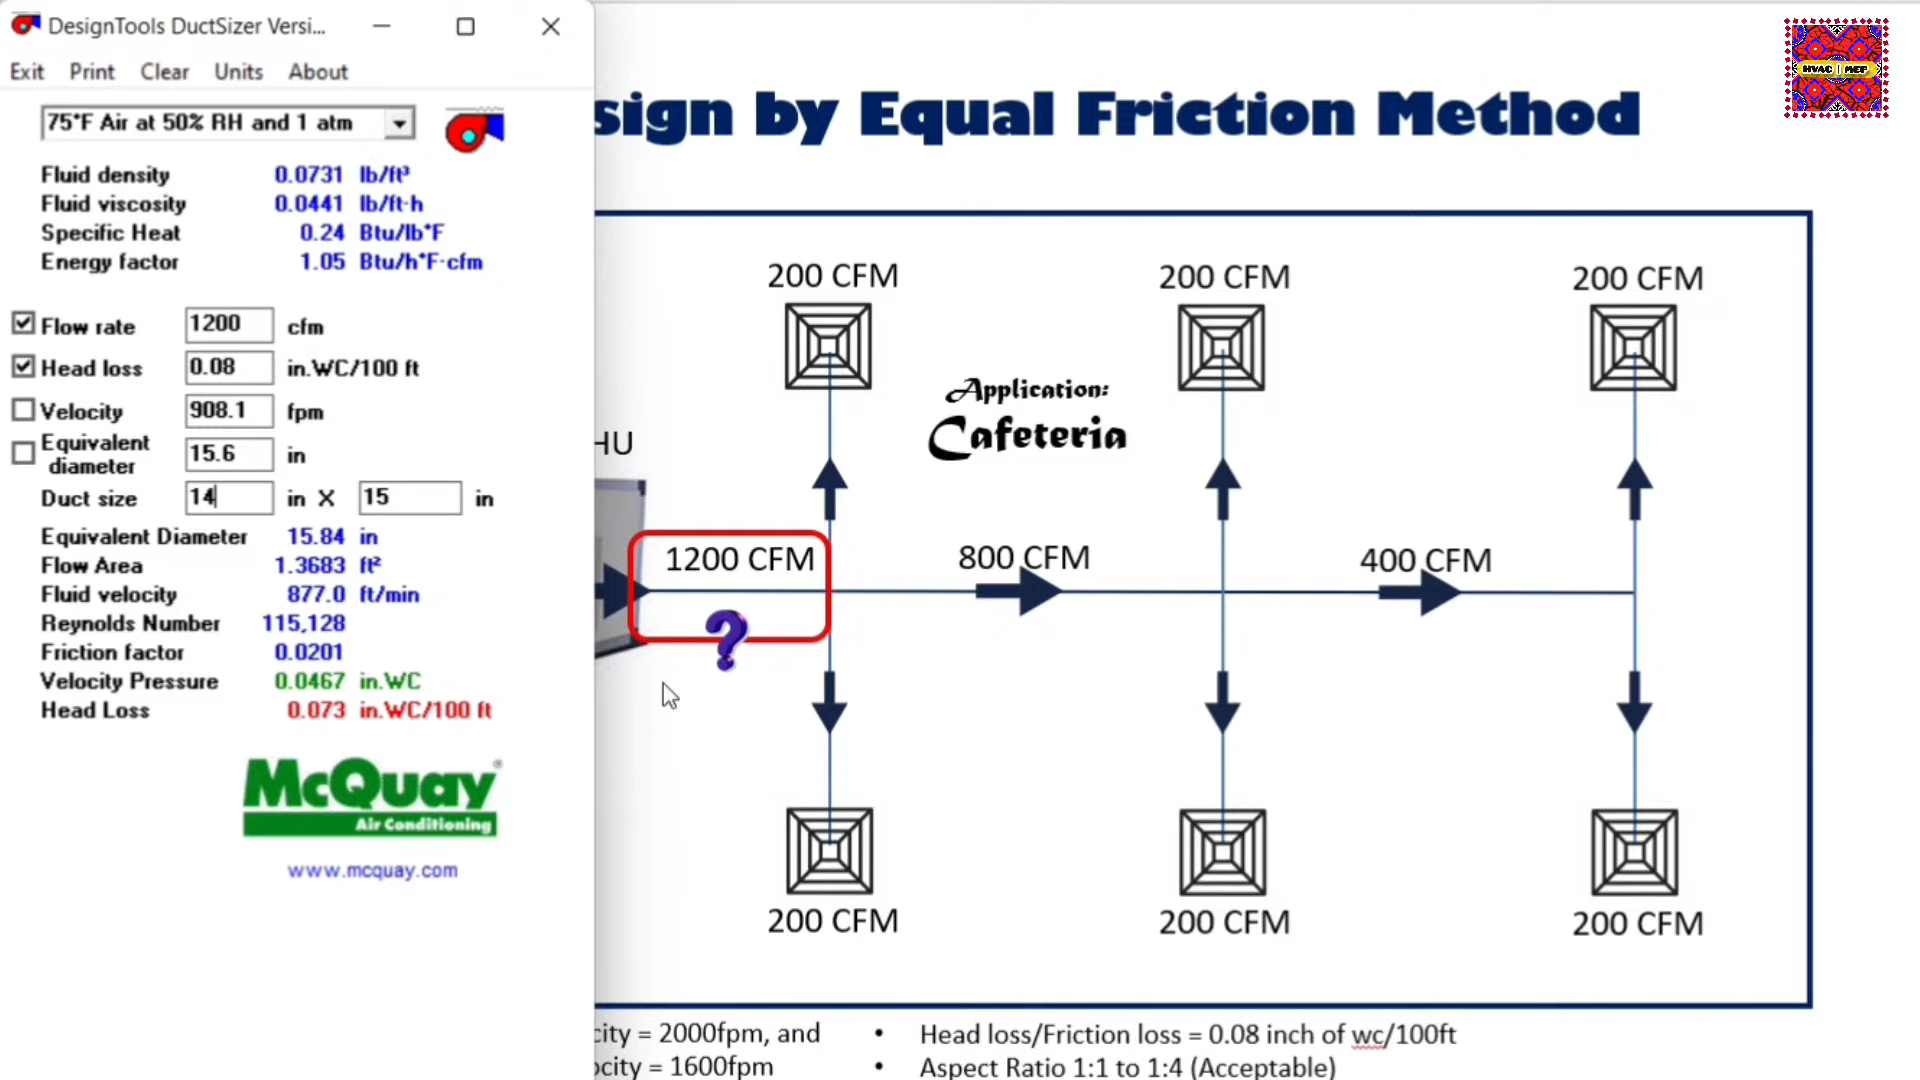 DesignTools DuctSizer Versi...
Exit Print Clear Units About
75°F Air at 50% RH and 1 atm
Fluid density 0.0731 lb/ft³
Fluid viscosity 0.0441 lb/ft·h
Specific Heat 0.24 Btu/lb°F
Energy factor 1.05 Btu/h°F·cfm
Flow rate 1200 cfm
Head loss 0.08 in.WC/100 ft
Velocity 908.1 fpm
Equivalent diameter 15.6 in
Duct size 14 in X 15 in
Equivalent Diameter 15.84 in
Flow Area 1.3683 ft²
Fluid velocity 877.0 ft/min
Reynolds Number 115,128
Friction factor 0.0201
Velocity Pressure 0.0467 in.WC
Head Loss 0.073 in.WC/100 ft
McQuay®
Air Conditioning
www.mcquay.com
sign by Equal Friction Method
HVAC | MEP
200 CFM 200 CFM 200 CFM
Application:
Cafeteria
HU
1200 CFM 800 CFM 400 CFM
?
200 CFM 200 CFM 200 CFM
city = 2000fpm, and
ocity = 1600fpm
• Head loss/Friction loss = 0.08 inch of wc/100ft
• Aspect Ratio 1:1 to 1:4 (Acceptable)